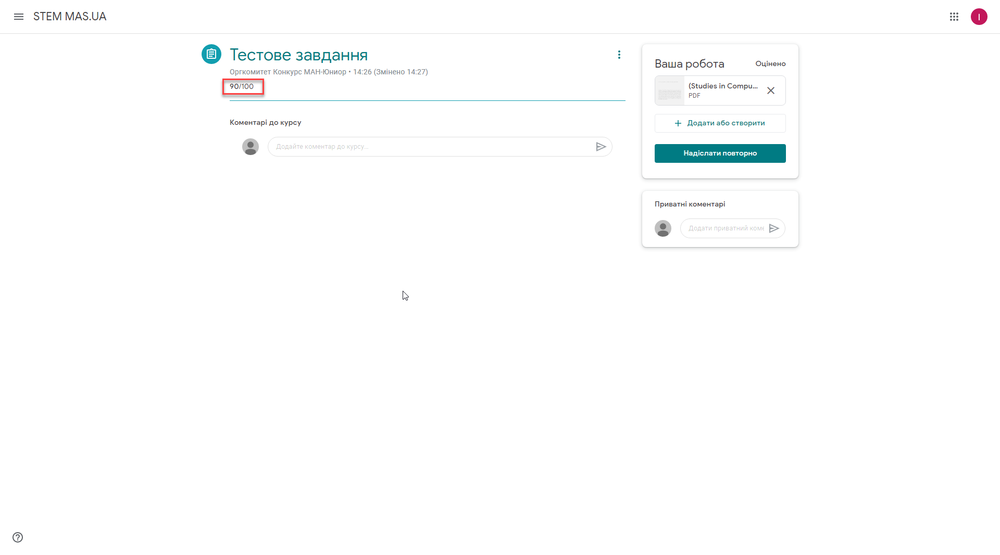 STEM MAS.UA
I
Тестове завдання
Оргкомитет Конкурс МАН-Юниор • 14:26 (Змінено 14:27)
90/100
Коментарі до курсу
Додайте коментар до курсу...
Ваша робота
Оцінено
(Studies in Compu...
PDF
Додати або створити
Надіслати повторно
Приватні коментарі
Додати приватний коме